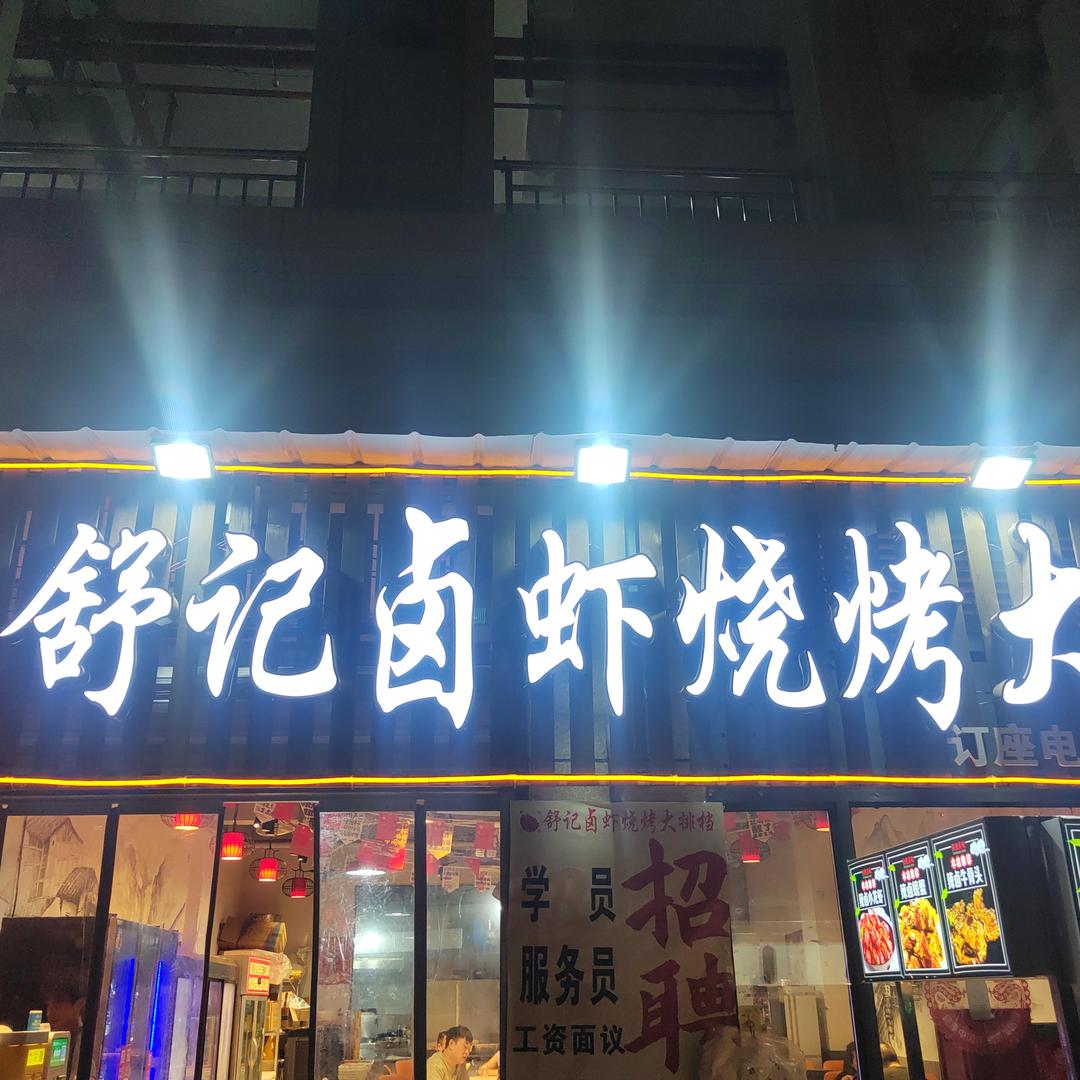 舒记卤虾烧烤大
订座电
舒记卤虾烧烤大排档
招聘
学员
服务员
工资面议